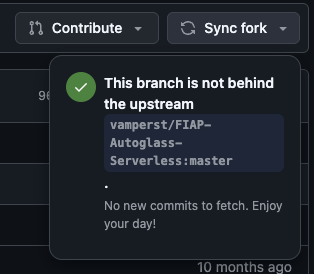 Contribute
Sync fork
96
This branch is not behind
the upstream
vamperst/FIAP-
Autoglass-
Serverless:master
.
No new commits to fetch. Enjoy
your day!
10 months ago